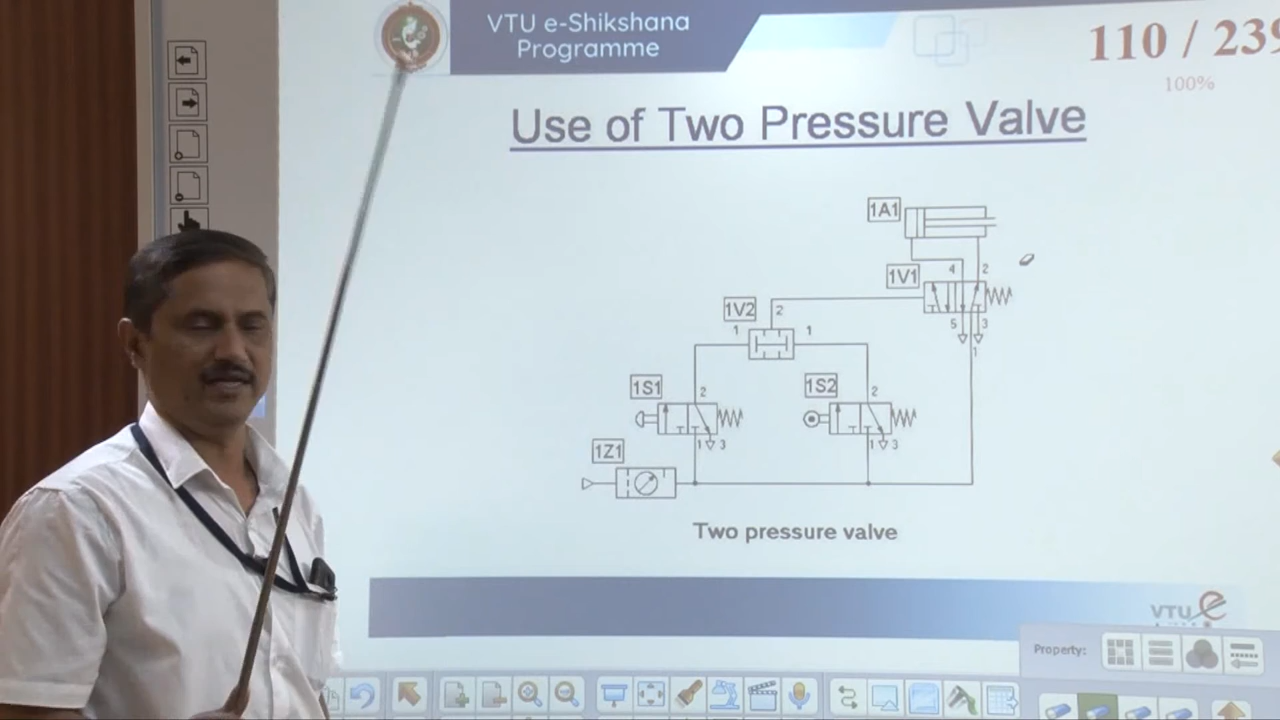 VTU e-Shikshana
Programme
110 / 239
100%
Use of Two Pressure Valve
1A1
4
2
1V1
5
3
1
1V2
2
1
1
1S1
2
1S2
2
1
3
1
3
1Z1
Two pressure valve
VTU e
Property: